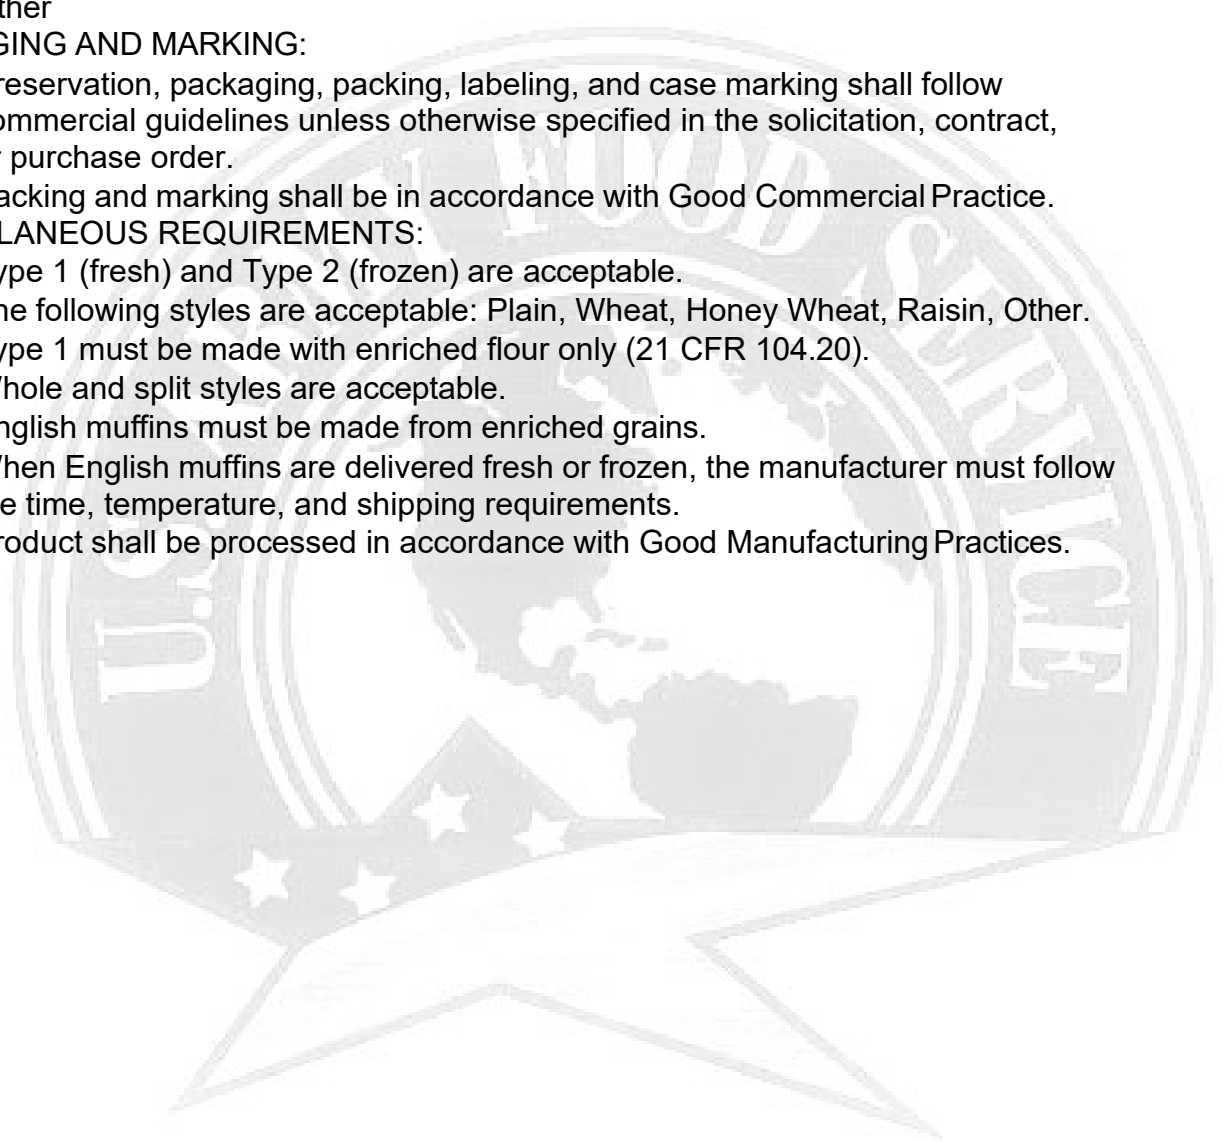 ther
GING AND MARKING:
reservation, packaging, packing, labeling, and case marking shall follow
ommercial guidelines unless otherwise specified in the solicitation, contract,
r purchase order.
acking and marking shall be in accordance with Good Commercial Practice.
LANEOUS REQUIREMENTS:
ype 1 (fresh) and Type 2 (frozen) are acceptable.
he following styles are acceptable: Plain, Wheat, Honey Wheat, Raisin, Other.
ype 1 must be made with enriched flour only (21 CFR 104.20).
hole and split styles are acceptable.
nglish muffins must be made from enriched grains.
hen English muffins are delivered fresh or frozen, the manufacturer must follow
e time, temperature, and shipping requirements.
roduct shall be processed in accordance with Good Manufacturing Practices.
U.S. ARMY FOOD SERVICE